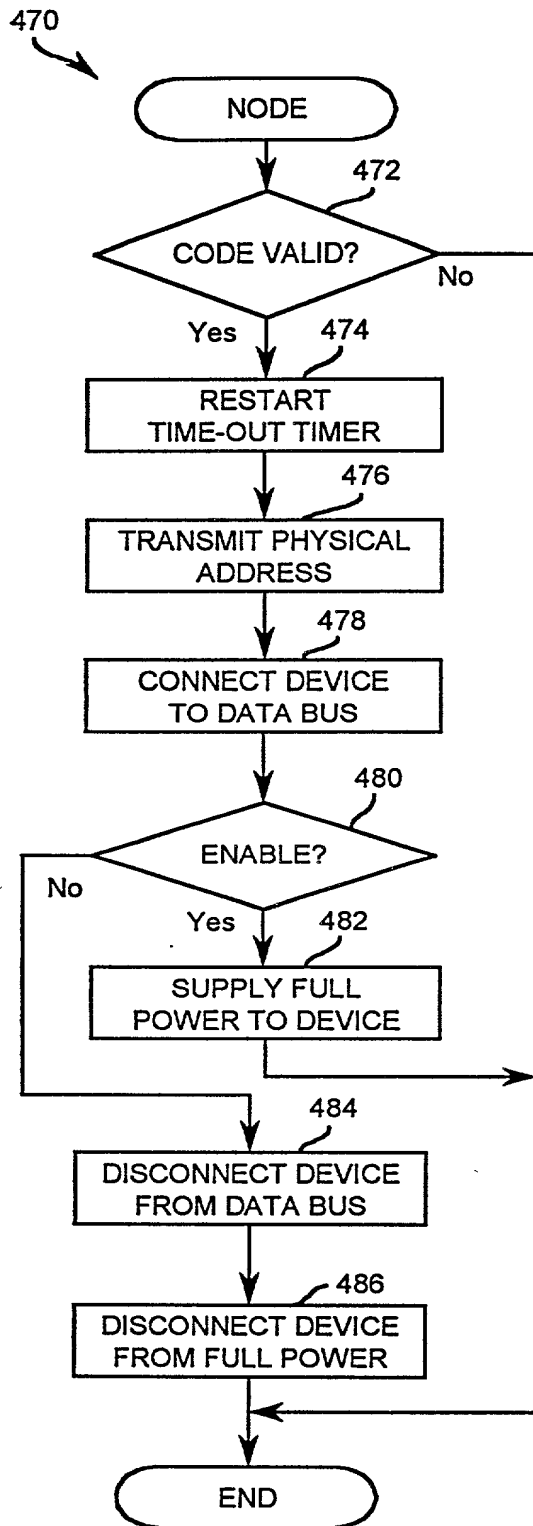 470
NODE
472
CODE VALID?
No
Yes
474
RESTART
TIME-OUT TIMER
476
TRANSMIT PHYSICAL
ADDRESS
478
CONNECT DEVICE
TO DATA BUS
480
ENABLE?
No
Yes
482
SUPPLY FULL
POWER TO DEVICE
484
DISCONNECT DEVICE
FROM DATA BUS
486
DISCONNECT DEVICE
FROM FULL POWER
END